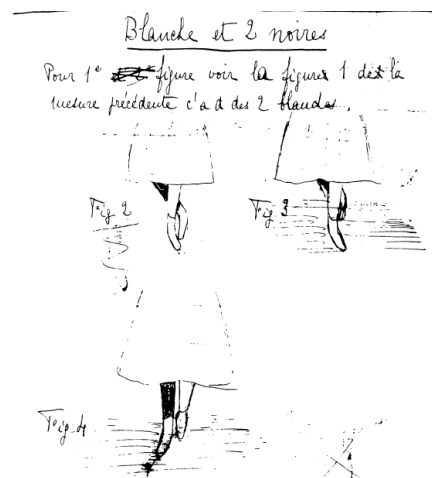 Blanche et 2 noires
Pour 1e figure voir la figure 1 de la
mesure précédente c'a d des 2 blanches.
Fig 2
Fig 3
Fig 4